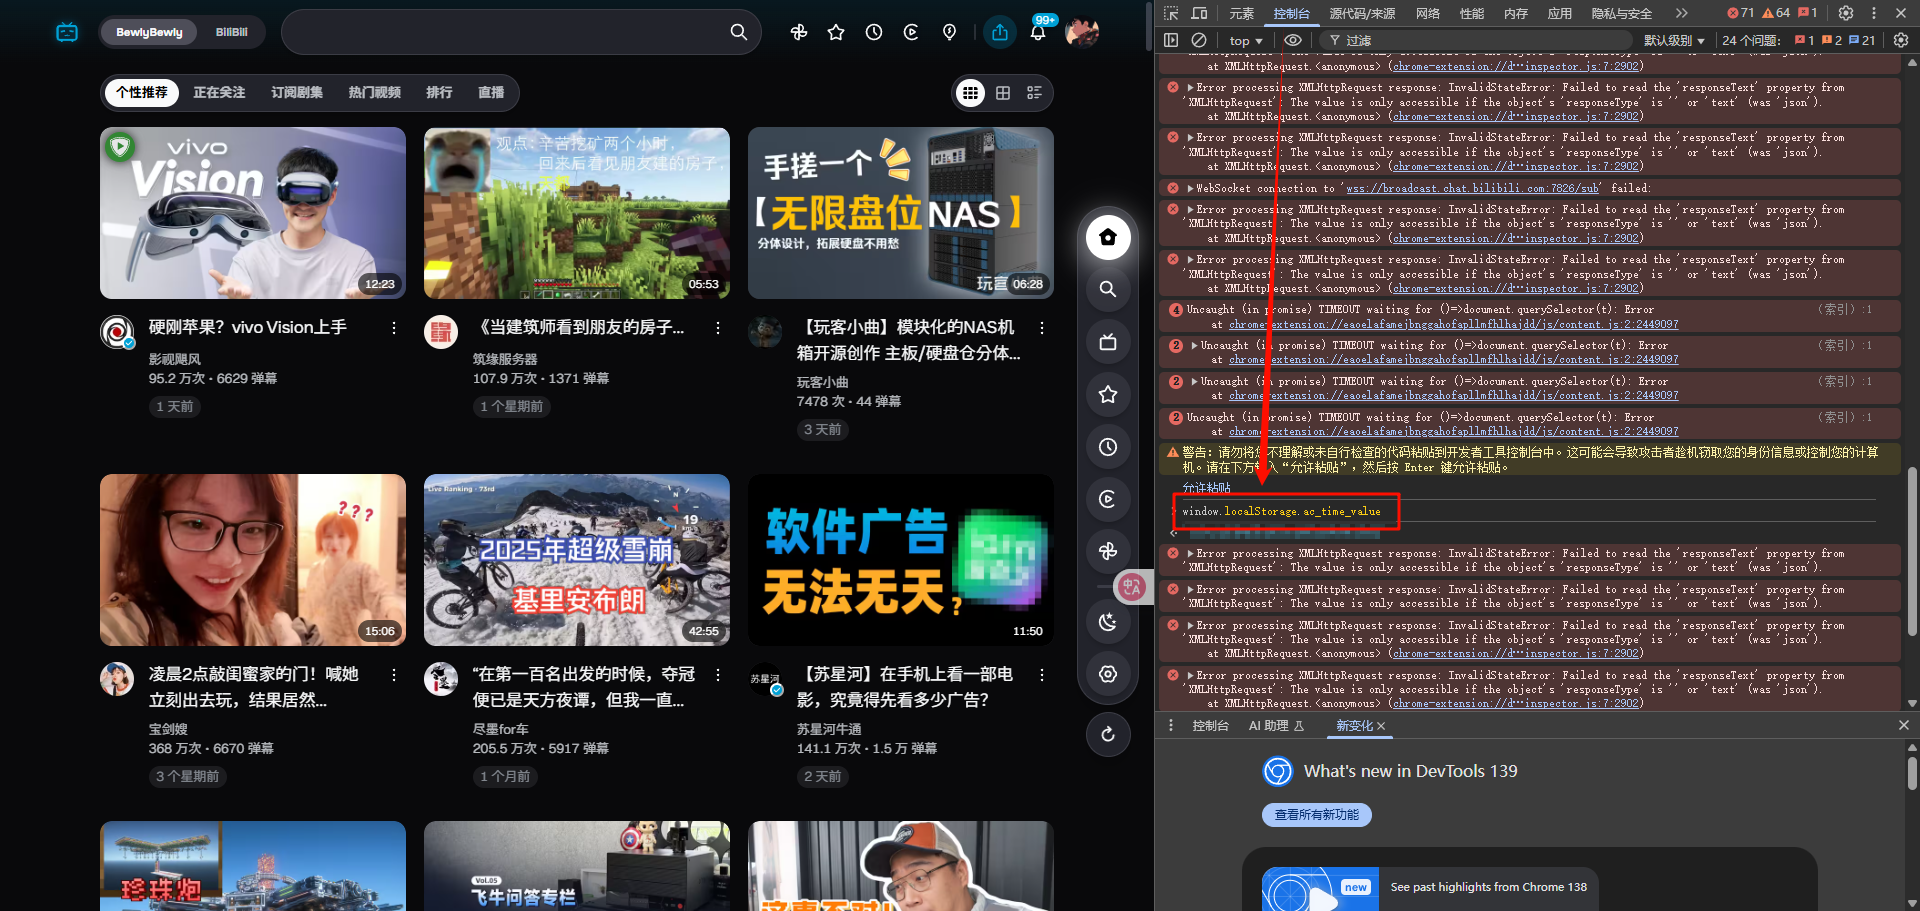 BewlyBewly
BiliBili
99+
个性推荐
正在关注
订阅剧集
热门视频
排行
直播
vivo
Vision
12:23
观点: 辛苦挖矿两个小时，
回来后看见朋友建的房子，
05:53
手搓一个
【无限盘位NAS】
分体设计，拓展硬盘不用愁
06:28
硬刚苹果？vivo Vision上手
影视飓风
95.2 万次 • 6629 弹幕
1 天前
《当建筑师看到朋友的房子...
筑缘服务器
107.9 万次 • 1371 弹幕
1 个星期前
【玩客小曲】模块化的NAS机
箱开源创作 主板/硬盘仓分体...
玩客小曲
7478 次 • 44 弹幕
3 天前
???
15:06
Live Ranking - 73rd
19
2025年超级雪崩
基里安布朗
42:55
软件广告
无法无天?
11:50
凌晨2点敲闺蜜家的门！喊她
立刻出去玩，结果居然...
宝剑嫂
368 万次 • 6670 弹幕
3 个星期前
“在第一百名出发的时候，夺冠
便已是天方夜谭，但我一直...
尽墨for车
205.5 万次 • 5917 弹幕
1 个月前
苏星河
【苏星河】在手机上看一部电
影，究竟得先看多少广告？
苏星河牛通
141.1 万次 • 1.5 万 弹幕
2 天前
珍珠炮
Vol.05
飞牛问答专栏
中
A
元素
控制台
源代码/来源
网络
性能
内存
应用
隐私与安全
71
64
1
top
过滤
默认级别
24 个问题:
1
2
21
at XMLHttpRequest.<anonymous> (chrome-extension://d…inspector.js:7:2902)
Error processing XMLHttpRequest response: InvalidStateError: Failed to read the 'responseText' property from
'XMLHttpRequest': The value is only accessible if the object's 'responseType' is '' or 'text' (was 'json').
at XMLHttpRequest.<anonymous> (chrome-extension://d…inspector.js:7:2902)
Error processing XMLHttpRequest response: InvalidStateError: Failed to read the 'responseText' property from
'XMLHttpRequest': The value is only accessible if the object's 'responseType' is '' or 'text' (was 'json').
at XMLHttpRequest.<anonymous> (chrome-extension://d…inspector.js:7:2902)
WebSocket connection to 'wss://broadcast.chat.bilibili.com:7826/sub' failed:
Error processing XMLHttpRequest response: InvalidStateError: Failed to read the 'responseText' property from
'XMLHttpRequest': The value is only accessible if the object's 'responseType' is '' or 'text' (was 'json').
at XMLHttpRequest.<anonymous> (chrome-extension://d…inspector.js:7:2902)
Error processing XMLHttpRequest response: InvalidStateError: Failed to read the 'responseText' property from
'XMLHttpRequest': The value is only accessible if the object's 'responseType' is '' or 'text' (was 'json').
at XMLHttpRequest.<anonymous> (chrome-extension://d…inspector.js:7:2902)
4 Uncaught (in promise) TIMEOUT waiting for ()=>document.querySelector(t): Error （索引）:1
at chrome-extension://eaoelafamejbnggahofapllmfhlhajdd/js/content.js:2:2449097
2 Uncaught (in promise) TIMEOUT waiting for ()=>document.querySelector(t): Error （索引）:1
at chrome-extension://eaoelafamejbnggahofapllmfhlhajdd/js/content.js:2:2449097
2 Uncaught (in promise) TIMEOUT waiting for ()=>document.querySelector(t): Error （索引）:1
at chrome-extension://eaoelafamejbnggahofapllmfhlhajdd/js/content.js:2:2449097
2 Uncaught (in promise) TIMEOUT waiting for ()=>document.querySelector(t): Error （索引）:1
at chrome-extension://eaoelafamejbnggahofapllmfhlhajdd/js/content.js:2:2449097
警告：请勿将您不理解或未自行检查的代码粘贴到开发者工具控制台中。这可能会导致攻击者趁机窃取您的身份信息或控制您的计算
机。请在下方输入“允许粘贴”，然后按 Enter 键允许粘贴。
允许粘贴
window.localStorage.ac_time_value
Error processing XMLHttpRequest response: InvalidStateError: Failed to read the 'responseText' property from
'XMLHttpRequest': The value is only accessible if the object's 'responseType' is '' or 'text' (was 'json').
Error processing XMLHttpRequest response: InvalidStateError: Failed to read the 'responseText' property from
'XMLHttpRequest': The value is only accessible if the object's 'responseType' is '' or 'text' (was 'json').
Error processing XMLHttpRequest response: InvalidStateError: Failed to read the 'responseText' property from
'XMLHttpRequest': The value is only accessible if the object's 'responseType' is '' or 'text' (was 'json').
at XMLHttpRequest.<anonymous> (chrome-extension://d…inspector.js:7:2902)
Error processing XMLHttpRequest response: InvalidStateError: Failed to read the 'responseText' property from
'XMLHttpRequest': The value is only accessible if the object's 'responseType' is '' or 'text' (was 'json').
at XMLHttpRequest.<anonymous> (chrome-extension://d…inspector.js:7:2902)
控制台
AI 助理
新变化
What's new in DevTools 139
查看所有新功能
new
See past highlights from Chrome 138